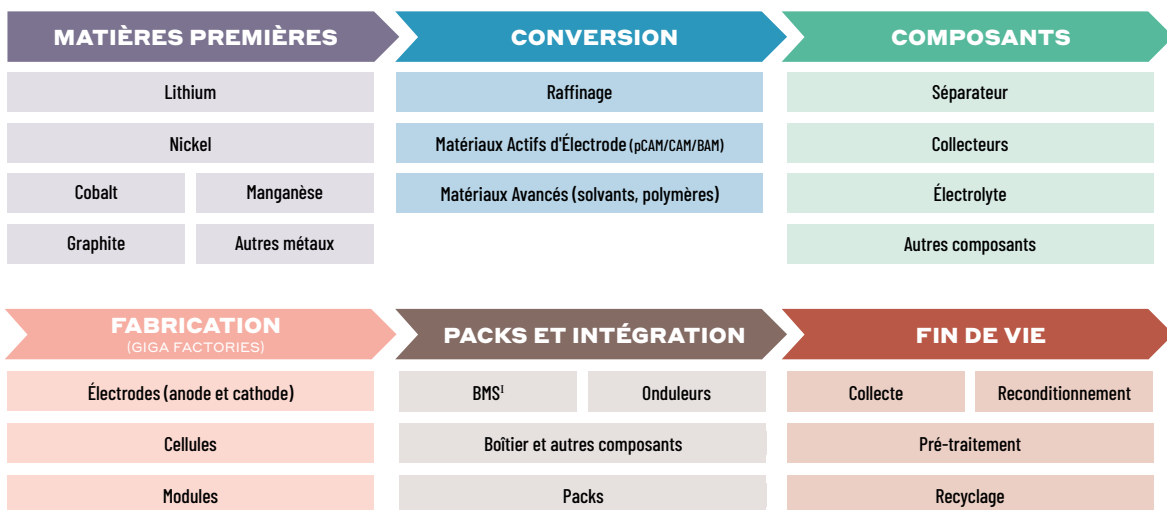 MATIÈRES PREMIÈRES
CONVERSION
COMPOSANTS
Lithium
Raffinage
Séparateur
Nickel
Matériaux Actifs d'Électrode (pCAM/CAM/BAM)
Collecteurs
Cobalt
Manganèse
Matériaux Avancés (solvants, polymères)
Électrolyte
Graphite
Autres métaux
Autres composants
FABRICATION
(GIGA FACTORIES)
PACKS ET INTÉGRATION
FIN DE VIE
Électrodes (anode et cathode)
BMS¹
Onduleurs
Collecte
Reconditionnement
Cellules
Boîtier et autres composants
Pré-traitement
Modules
Packs
Recyclage